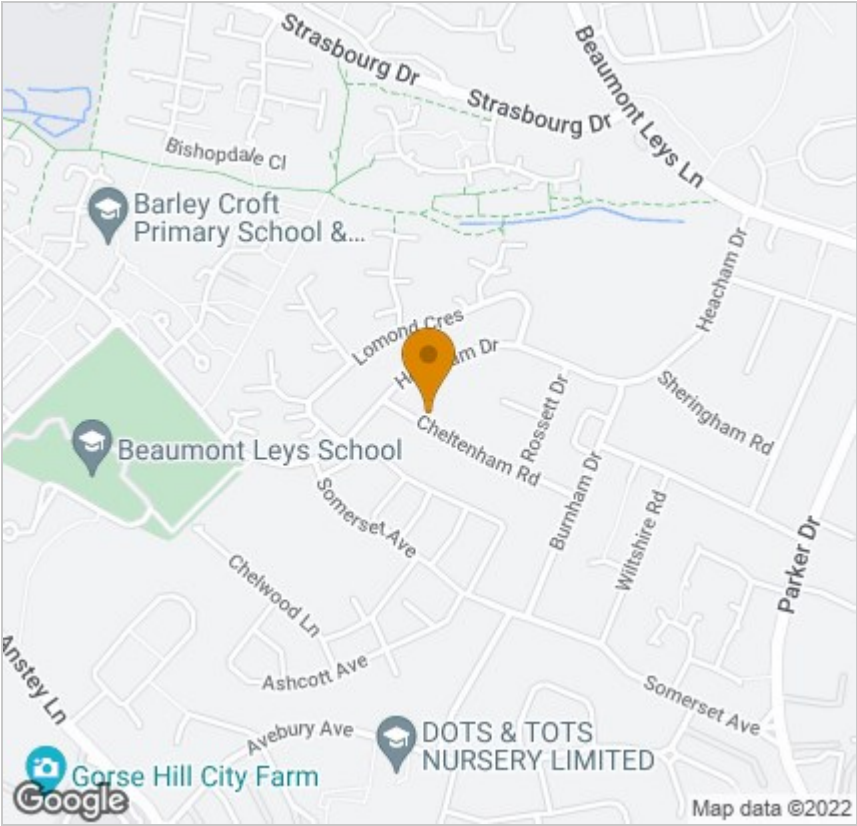 Strasbourg Dr
Strasbourg Dr
Beaumont Leys Ln
Bishopdale Cl
Barley Croft
Primary School &...
Heacham Dr
Lomond Cres
Sheringham Rd
Rossett Dr
Cheltenham Rd
Beaumont Leys School
Burnham Dr
Somerset Ave
Wiltshire Rd
Parker Dr
Chelwood Ln
Anstey Ln
Ashcott Ave
Somerset Ave
Avebury Ave
DOTS & TOTS
NURSERY LIMITED
Gorse Hill City Farm
Google
Map data ©2022